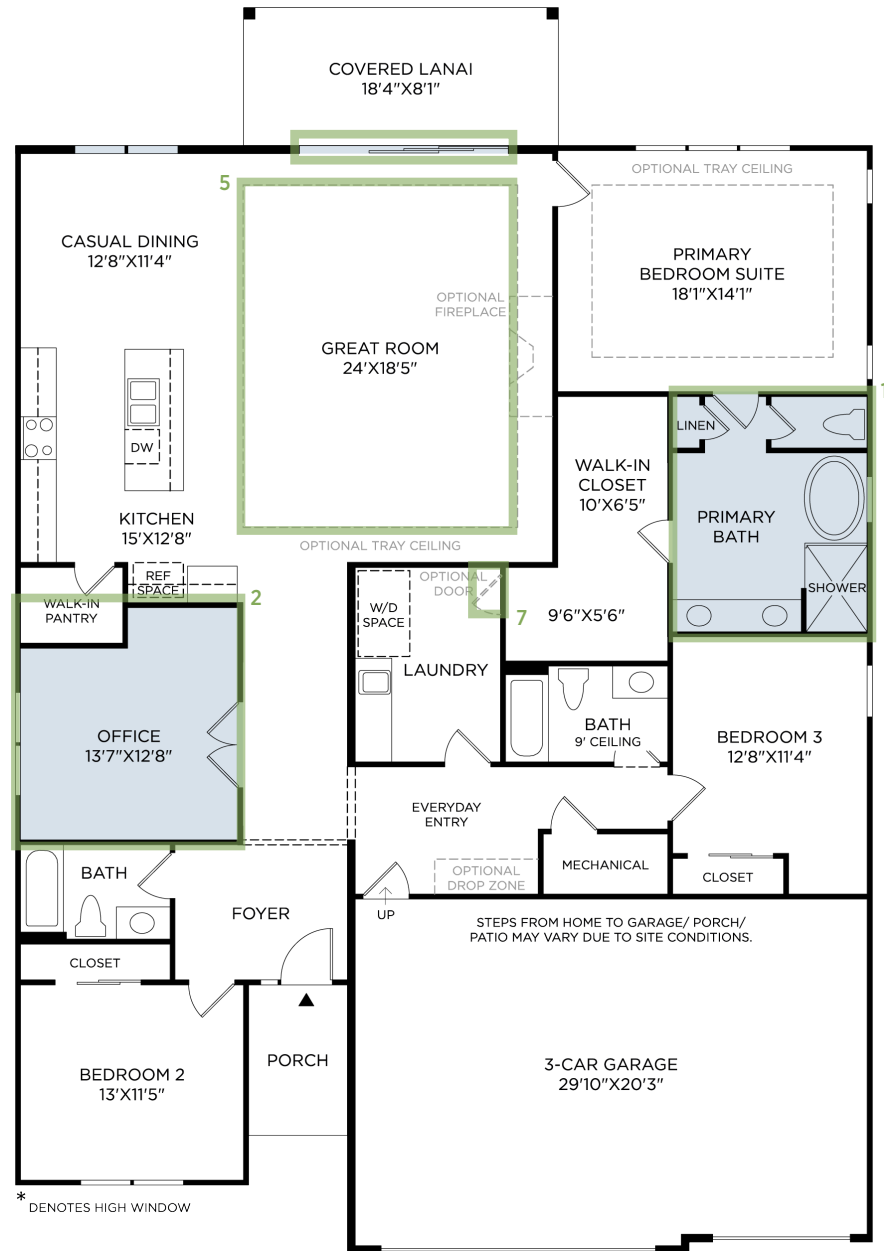 COVERED LANAI
18'4"X8'1"
5
OPTIONAL TRAY CEILING
CASUAL DINING
12'8"X11'4"
PRIMARY
BEDROOM SUITE
18'1"X14'1"
OPTIONAL
FIREPLACE
GREAT ROOM
24'X18'5"
LINEN
DW
WALK-IN
CLOSET
10'X6'5"
PRIMARY
BATH
KITCHEN
15'X12'8"
OPTIONAL TRAY CEILING
REF
SPACE
OPTIONAL
DOOR
SHOWER
2
WALK-IN
PANTRY
W/D
SPACE
7
9'6"X5'6"
LAUNDRY
OFFICE
13'7"X12'8"
BATH
9' CEILING
BEDROOM 3
12'8"X11'4"
EVERYDAY
ENTRY
MECHANICAL
BATH
OPTIONAL
DROP ZONE
CLOSET
FOYER
UP
STEPS FROM HOME TO GARAGE/ PORCH/
PATIO MAY VARY DUE TO SITE CONDITIONS.
CLOSET
PORCH
BEDROOM 2
13'X11'5"
3-CAR GARAGE
29'10"X20'3"
* DENOTES HIGH WINDOW